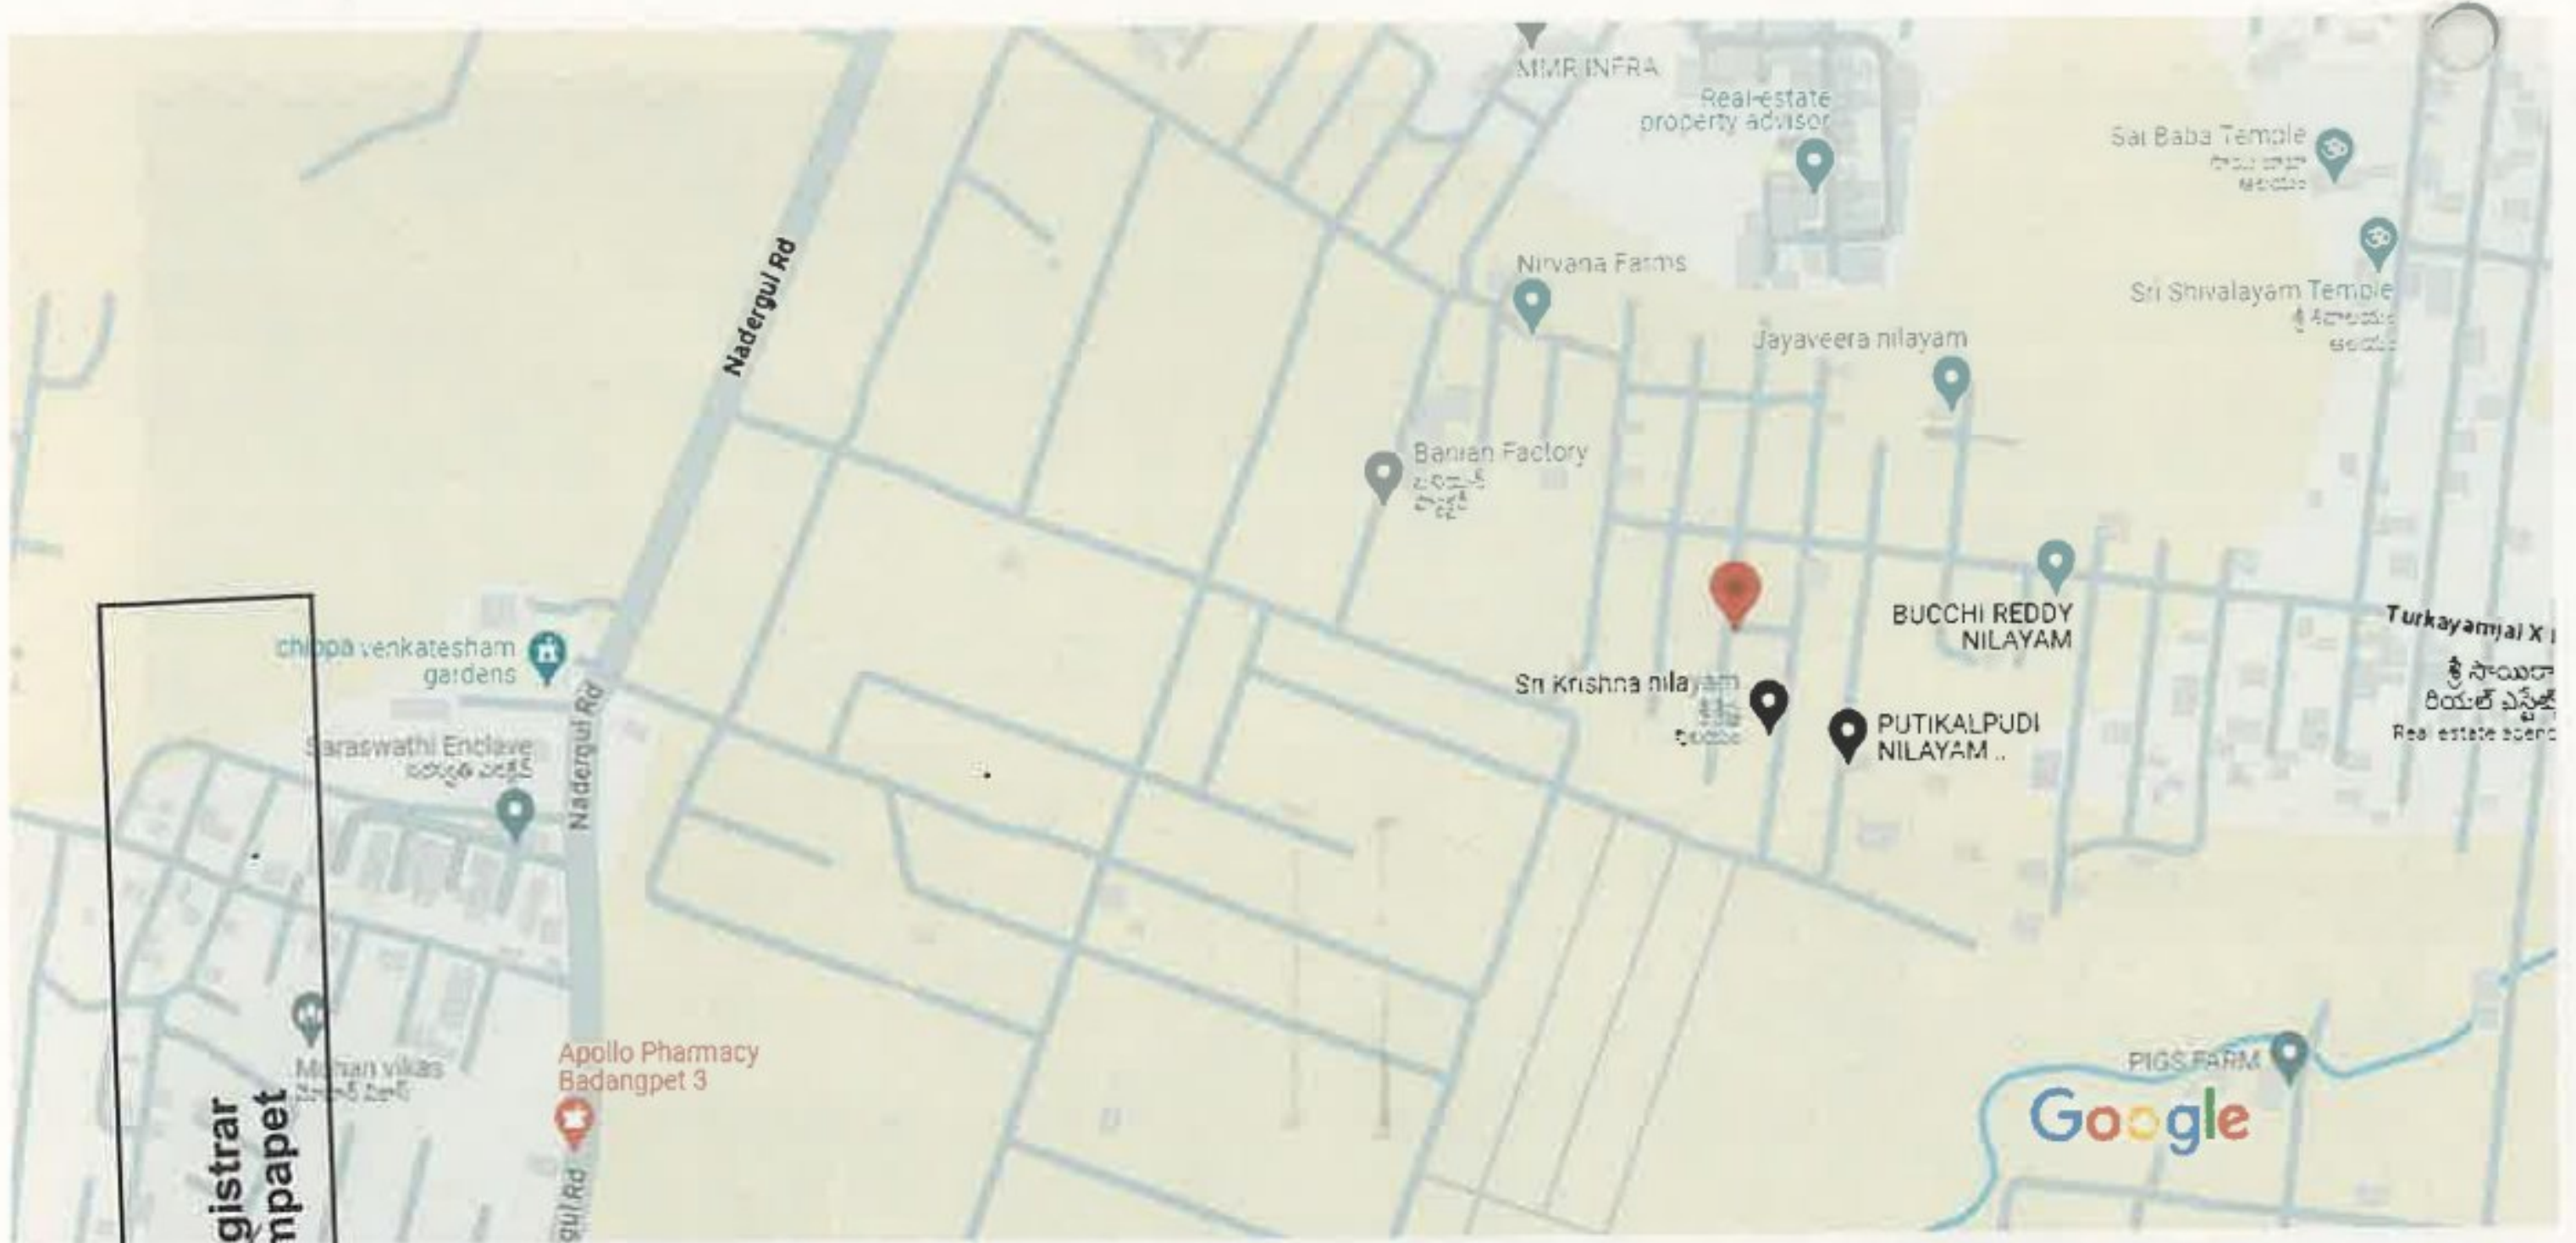 MMR INFRA
Real-estate
property advisor
Sai Baba Temple
Nadergul Rd
Nirvana Farms
Sri Shivalayam Temple
Jayaveera nilayam
Banian Factory
BUCCHI REDDY
NILAYAM
Turkayamjal X
chippa venkatesham
gardens
శ్రీ సాయిరా
రియల్ ఎస్టేట్
Real estate agenc
Sri Krishna nilayam
PUTIKALPUDI
NILAYAM ..
Nadergul Rd
Saraswathi Enclave
Mohan vikas
Apollo Pharmacy
Badangpet 3
PIGS FARM
Google
gistrar
mpapet
gul Rd